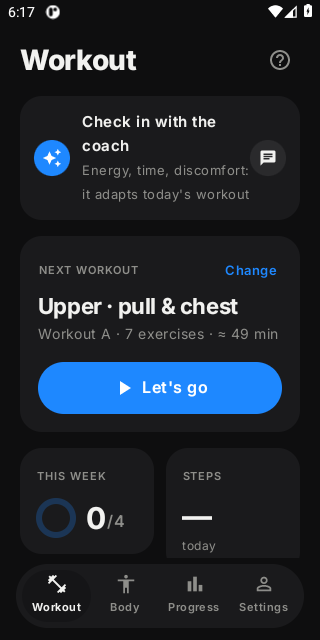 6:17
Workout
Check in with the
coach
Energy, time, discomfort:
it adapts today's workout
NEXT WORKOUT
Change
Upper · pull & chest
Workout A · 7 exercises · ≈ 49 min
Let's go
THIS WEEK
0/4
STEPS
—
today
Workout
Body
Progress
Settings